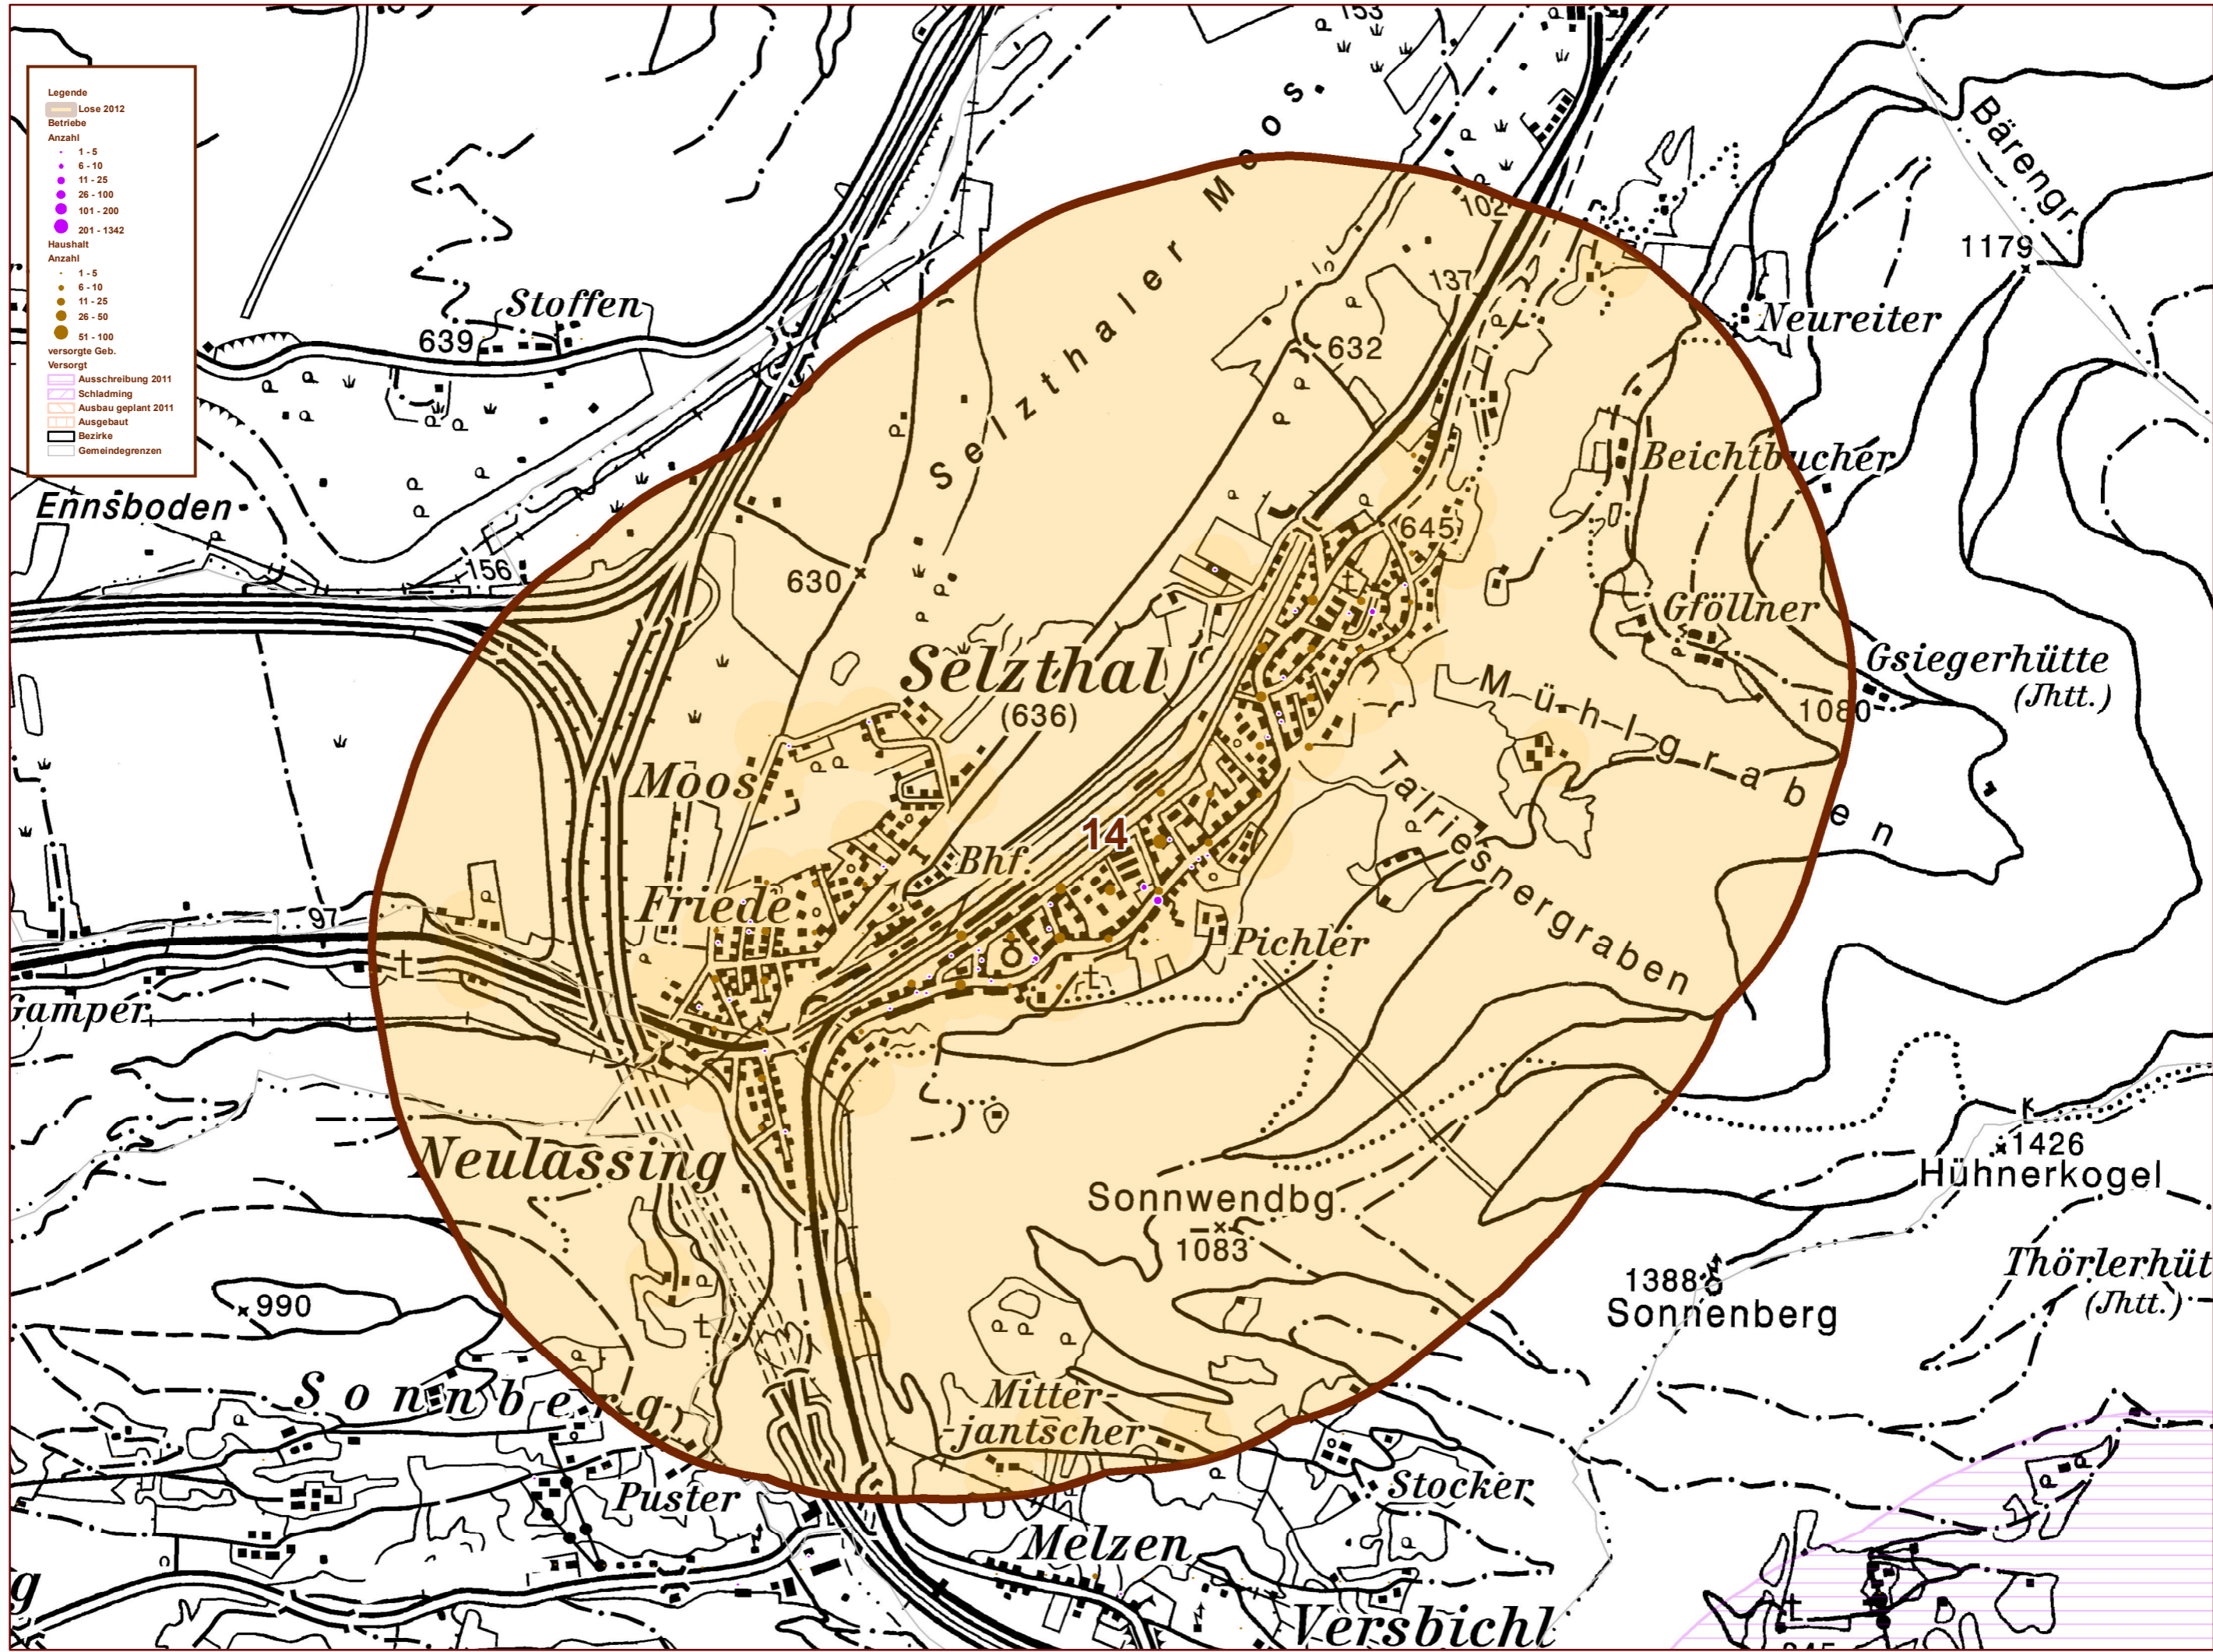 Legende
Lose 2012
Betriebe
Anzahl
1 - 5
6 - 10
11 - 25
26 - 100
101 - 200
201 - 1342
Haushalt
Anzahl
1 - 5
6 - 10
11 - 25
26 - 50
51 - 100
versorgte Geb.
Versorgt
Ausschreibung 2011
Schladming
Ausbau geplant 2011
Ausgebaut
Bezirke
Gemeindegrenzen
153
Bärengr.
1179
102
137
Selzthaler Moos
Stoffen
639
632
Neureiter
Beichtbucher
Ennsboden
156
630
645
Gföllner
Selzthal
(636)
Gsiegerhütte
(Jhtt.)
1080
Mühlgraben
Moos
14
Talriesnergraben
Bhf.
Friede
97
Pichler
Gamper
Neulassing
1426
Hühnerkogel
Sonnwendbg.
1083
990
1388
Sonnenberg
Thörlerhüt
(Jhtt.)
Sonnberg
Mitter-
-jantscher
Puster
Stocker
Melzen
Versbichl
g